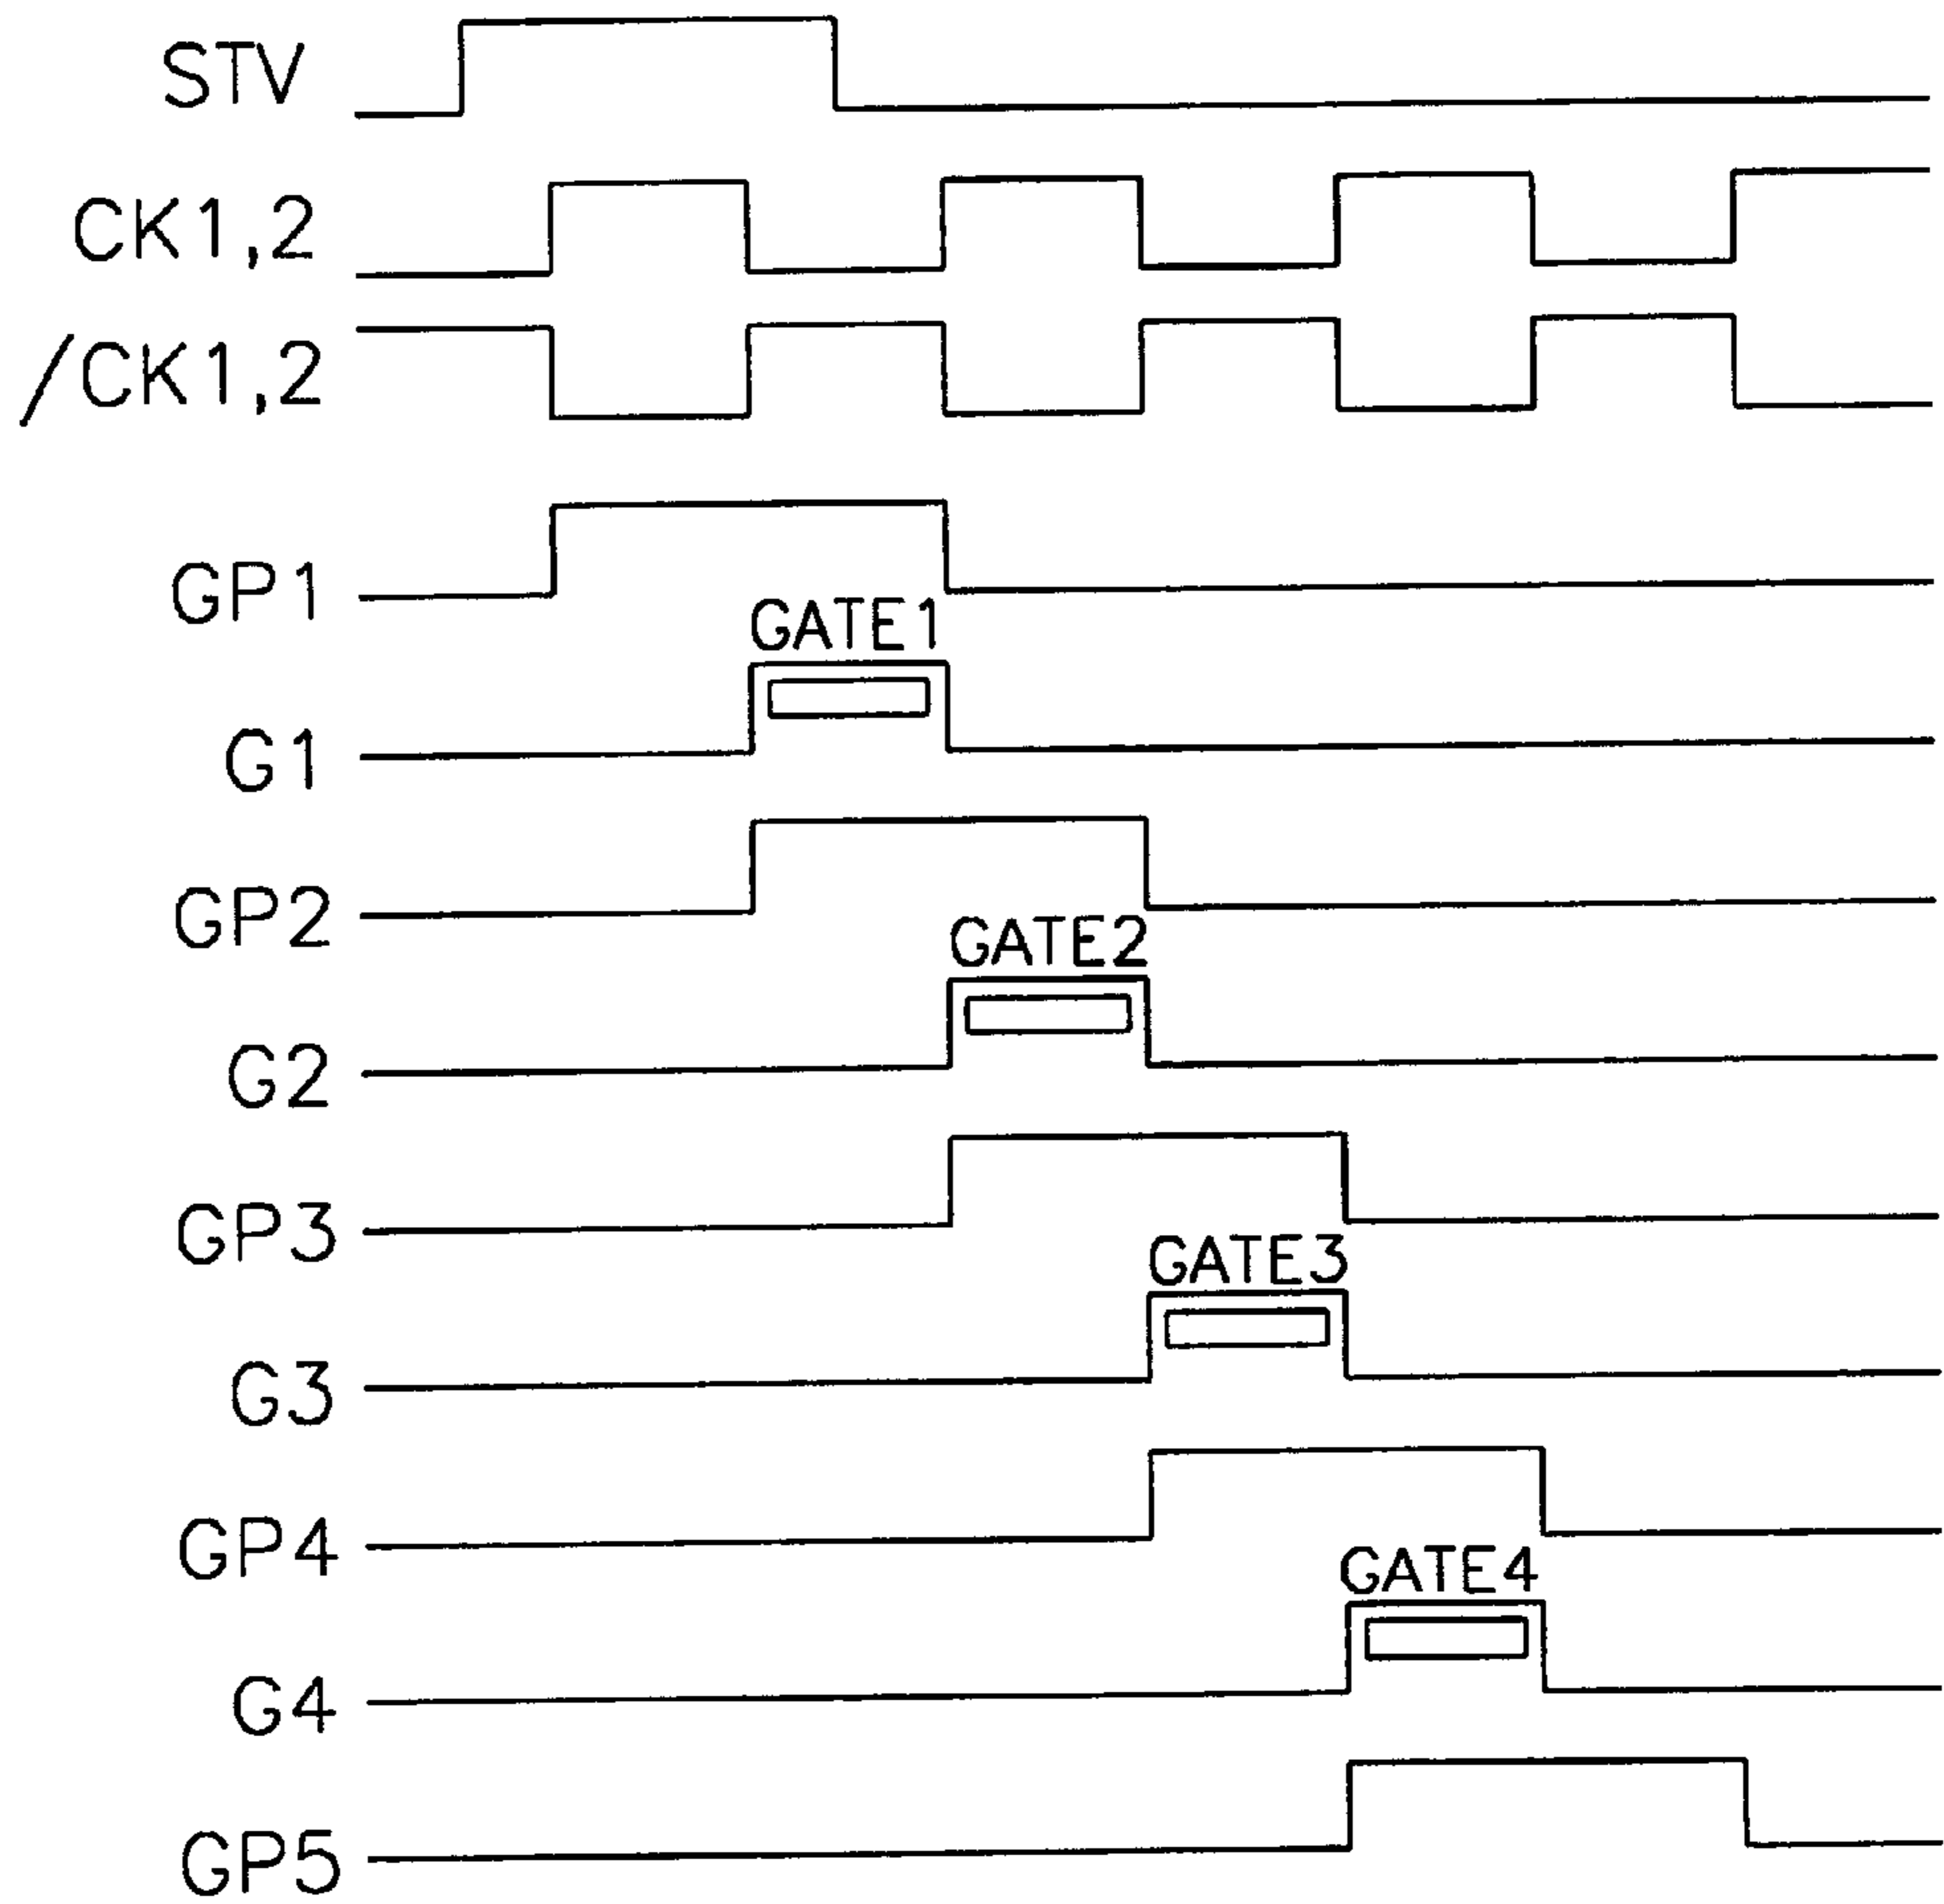 STV
CK1,2
/CK1,2
GP1
GATE1
G1
GP2
GATE2
G2
GP3
GATE3
G3
GP4
GATE4
G4
GP5